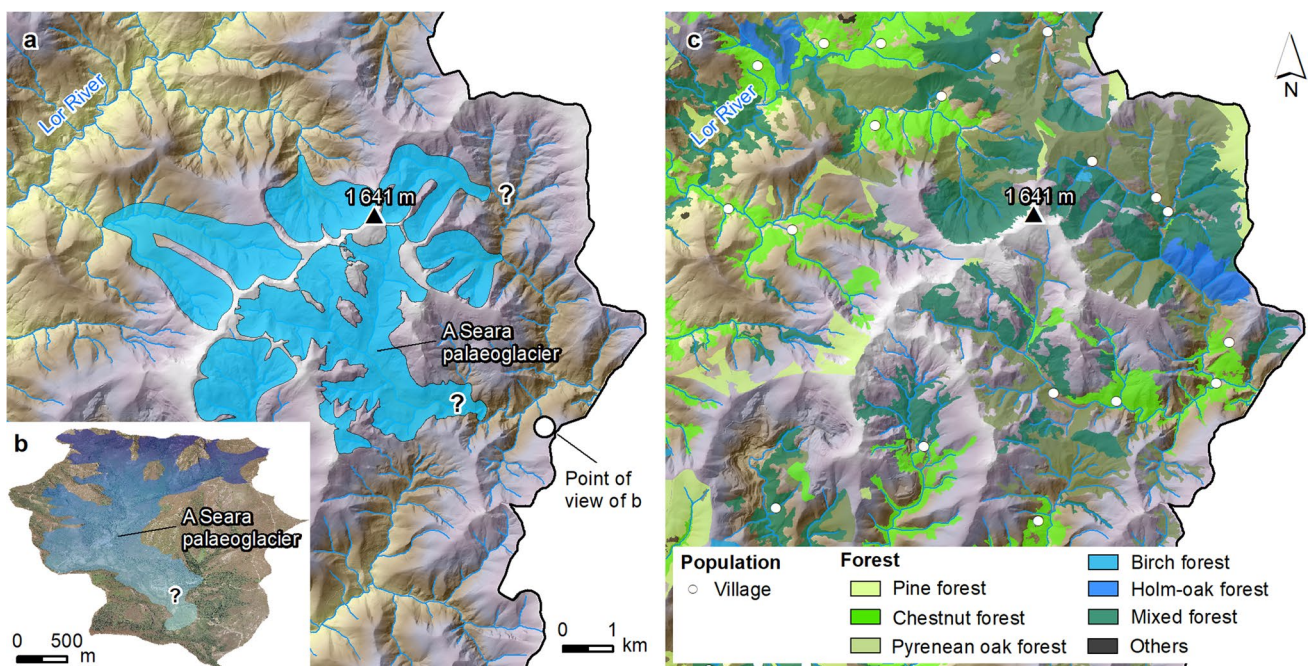 a
Lor River
1 641 m
?
A Seara
palaeoglacier
?
Point of
view of b
0 1
km
b
A Seara
palaeoglacier
?
0 500
m
c
N
Lor River
1 641 m
Population
Village
Forest
Pine forest
Chestnut forest
Pyrenean oak forest
Birch forest
Holm-oak forest
Mixed forest
Others